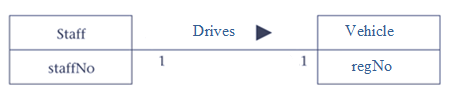 Staff Drives Vehicle
staffNo 1 1 regNo